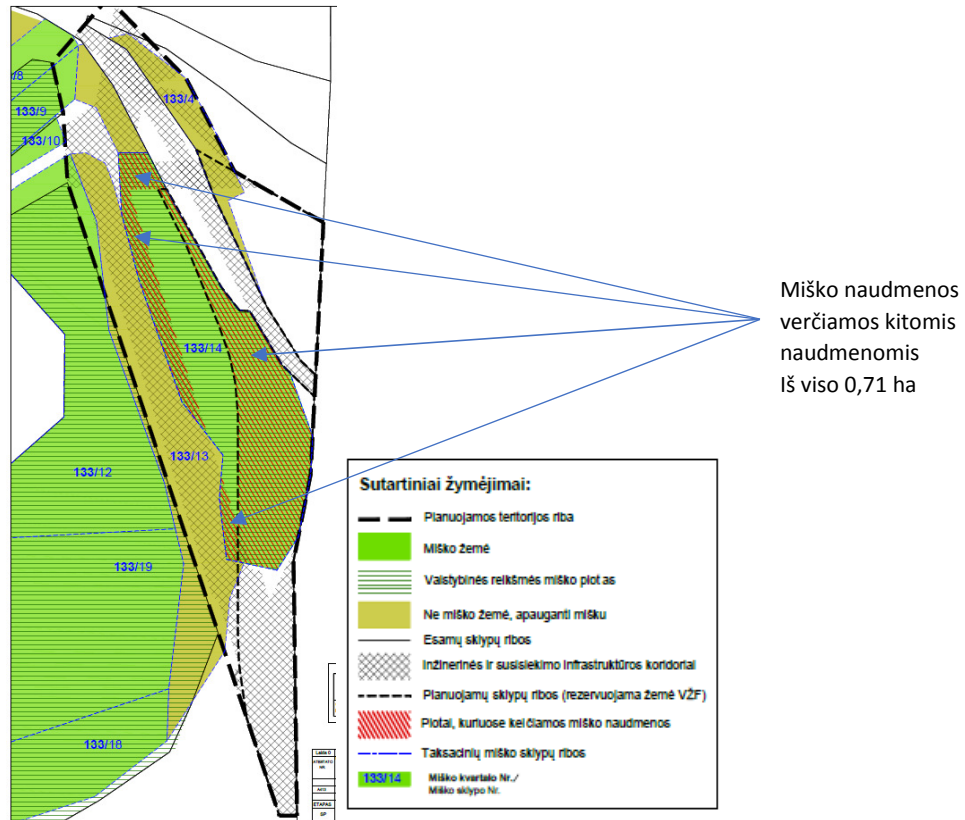 /8
133/4
133/9
133/10
133/14
133/13
133/12
133/19
133/18
Miško naudmenos
verčiamos kitomis
naudmenomis
Iš viso 0,71 ha
Sutartiniai žymėjimai:
Planuojamos teritorijos riba
Miško žemė
Valstybinės reikšmės miško plotas
Ne miško žemė, apauganti mišku
Esamų sklypų ribos
Inžinerinės ir susisiekimo infrastruktūros koridoriai
Planuojamų sklypų ribos (rezervuojama žemė VŽF)
Plotai, kuriuose keičiamos miško naudmenos
Taksacinių miško sklypų ribos
133/14 Miško kvartalo Nr./
Miško sklypo Nr.
Laida 0
ETAPAS
SP